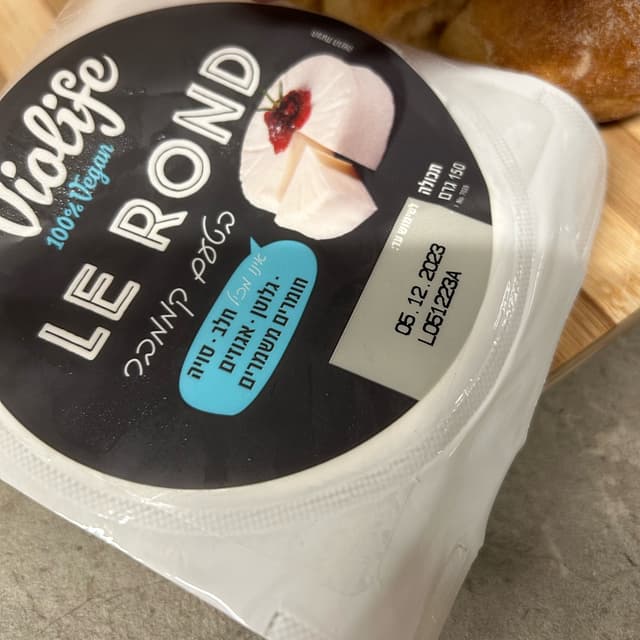 Violife
100% Vegan
LE ROND
בטעם קממבר
אינו מכיל
חלב · סויה
· גלוטן · אגוזים
חומרים משמרים
תכולה
150 גרם
05.12.2023
L051223A